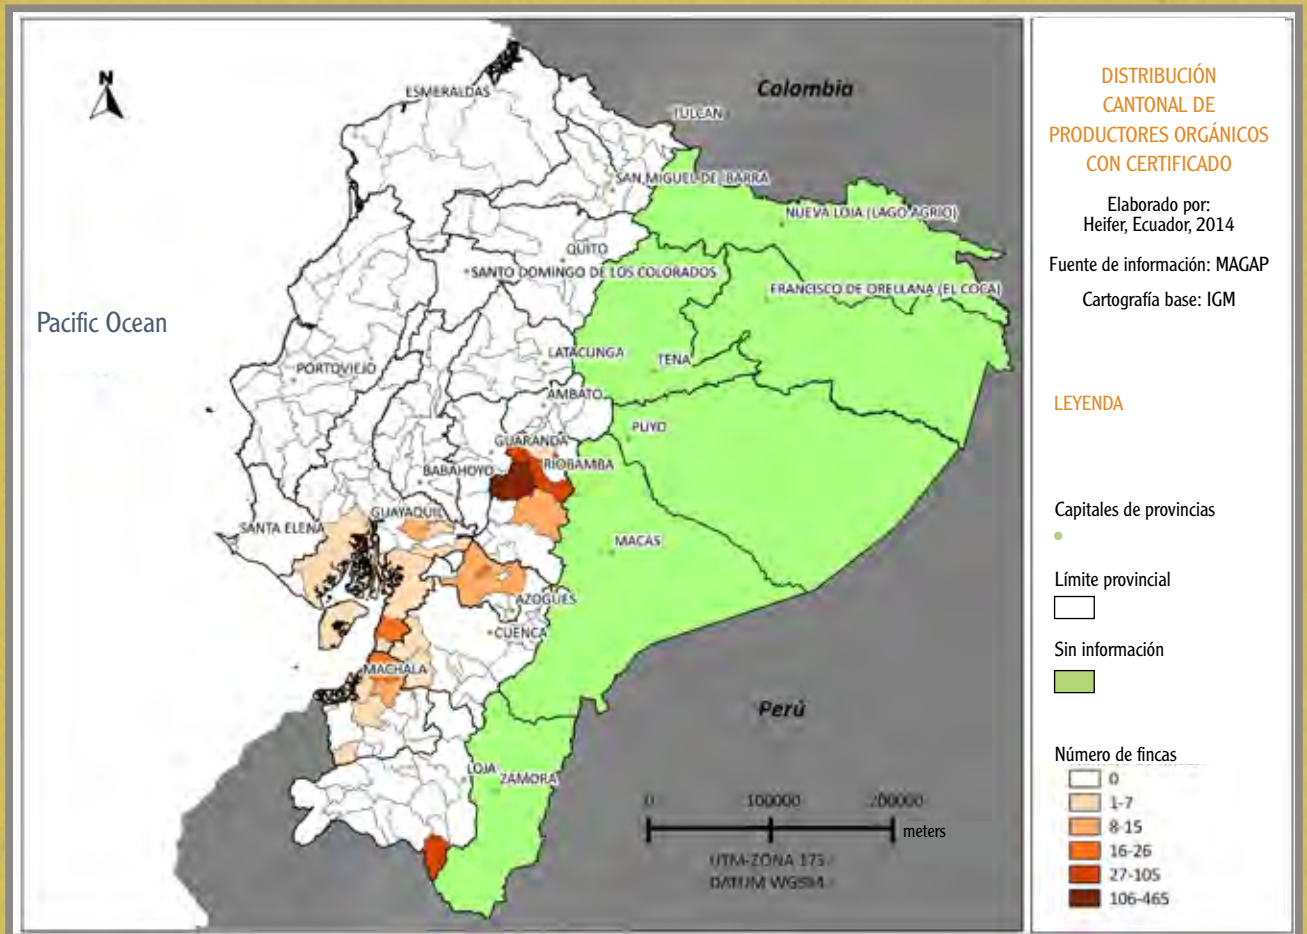 N
ESMERALDAS
Colombia
TULCAN
SAN MIGUEL DE IBARRA
NUEVA LOJA (LAGO AGRIO)
QUITO
SANTO DOMINGO DE LOS COLORADOS
FRANCISCO DE ORELLANA (EL COCA)
Pacific Ocean
LATACUNGA
TENA
PORTOVIEJO
AMBATO
PUYO
GUARANDA
RIOBAMBA
BABAHOYO
GUAYAQUIL
SANTA ELENA
MACAS
AZOGUES
CUENCA
MACHALA
Perú
LOJA
ZAMORA
0 100000 200000
meters
UTM-ZONA 17S
DATUM WGS84
DISTRIBUCIÓN
CANTONAL DE
PRODUCTORES ORGÁNICOS
CON CERTIFICADO
Elaborado por:
Heifer, Ecuador, 2014
Fuente de información: MAGAP
Cartografía base: IGM
LEYENDA
Capitales de provincias
Límite provincial
Sin información
Número de fincas
0
1-7
8-15
16-26
27-105
106-465